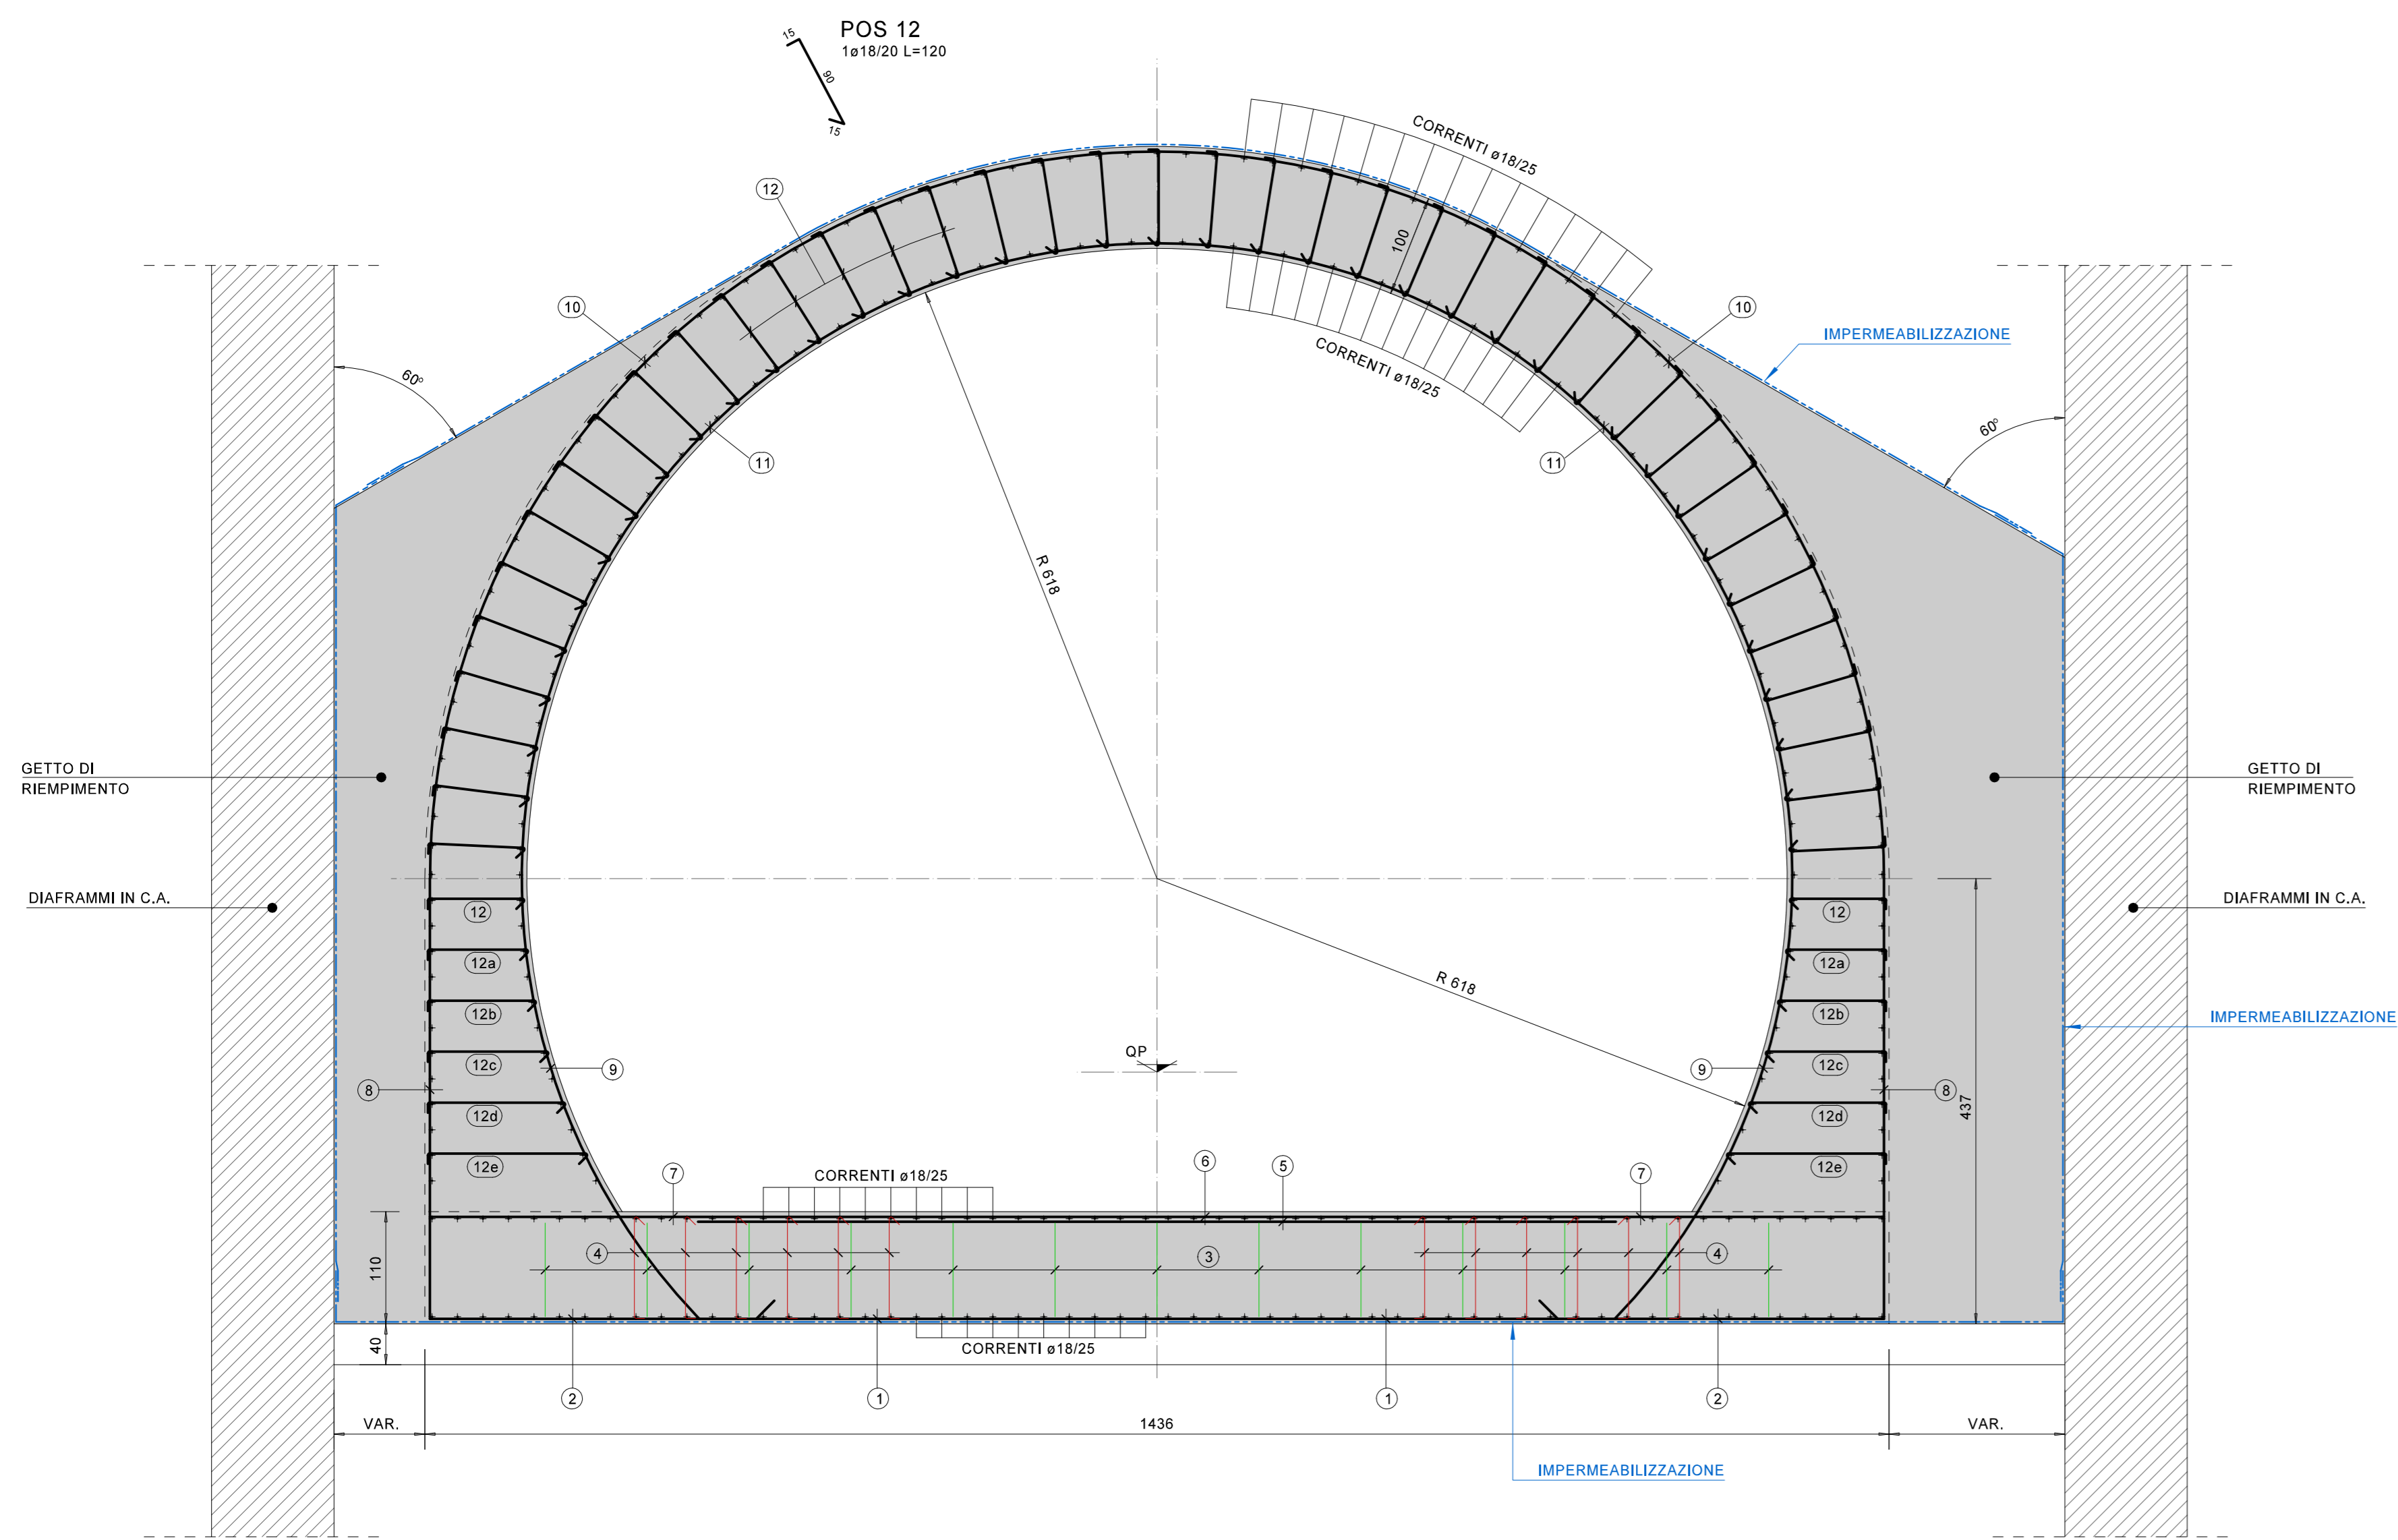 POS 12
1ø18/20 L=120
15
90
15
CORRENTI ø18/25
12
100
10
10
CORRENTI ø18/25
IMPERMEABILIZZAZIONE
60°
60°
11
11
R 618
GETTO DI
RIEMPIMENTO
GETTO DI
RIEMPIMENTO
DIAFRAMMI IN C.A.
DIAFRAMMI IN C.A.
12
12
12a
12a
R 618
12b
12b
IMPERMEABILIZZAZIONE
QP
12c
9
9
12c
8
8
437
12d
12d
12e
12e
7
CORRENTI ø18/25
6
5
7
4
3
4
110
40
CORRENTI ø18/25
2
1
1
2
VAR.
1436
VAR.
IMPERMEABILIZZAZIONE